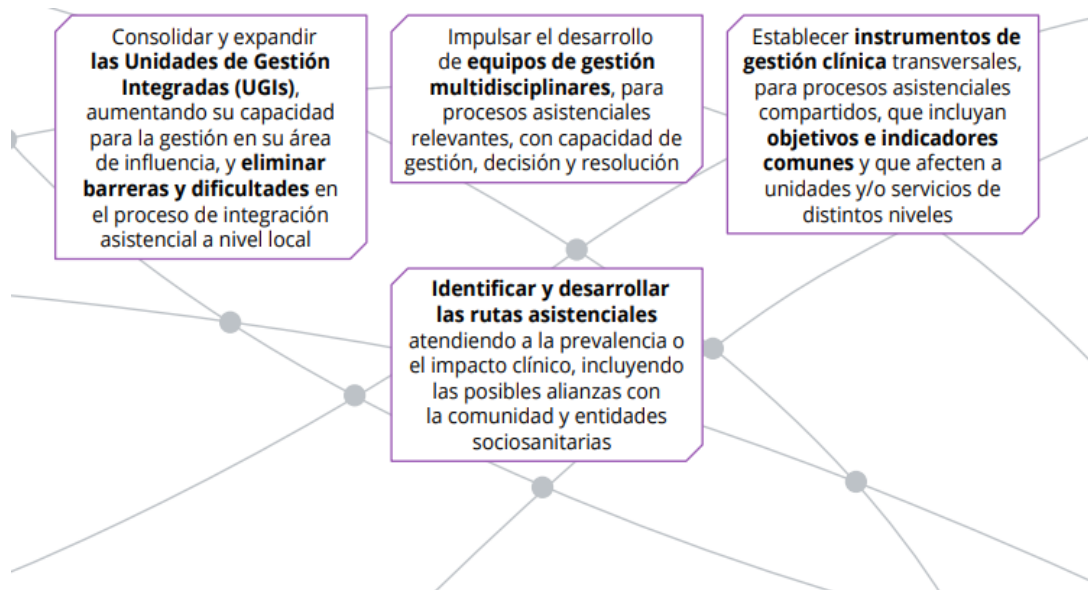 Consolidar y expandir
las Unidades de Gestión
Integradas (UGIs),
aumentando su capacidad
para la gestión en su área
de influencia, y eliminar
barreras y dificultades en
el proceso de integración
asistencial a nivel local
Impulsar el desarrollo
de equipos de gestión
multidisciplinares, para
procesos asistenciales
relevantes, con capacidad de
gestión, decisión y resolución
Establecer instrumentos de
gestión clínica transversales,
para procesos asistenciales
compartidos, que incluyan
objetivos e indicadores
comunes y que afecten a
unidades y/o servicios de
distintos niveles
Identificar y desarrollar
las rutas asistenciales
atendiendo a la prevalencia o
el impacto clínico, incluyendo
las posibles alianzas con
la comunidad y entidades
sociosanitarias